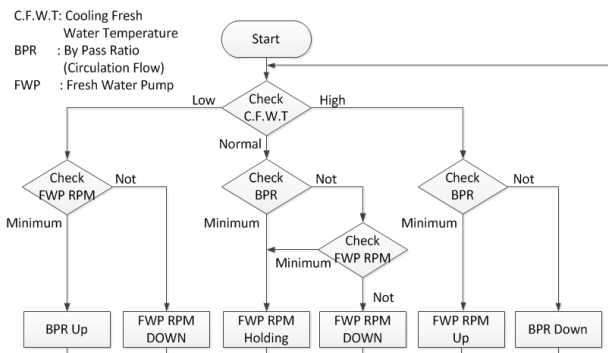 C.F.W.T: Cooling Fresh
Water Temperature
BPR : By Pass Ratio
(Circulation Flow)
FWP : Fresh Water Pump
Start
Check
C.F.W.T
Low
High
Normal
Check
FWP RPM
Not
Minimum
Check
BPR
Not
Minimum
Check
FWP RPM
Minimum
Not
Check
BPR
Not
Minimum
BPR Up
FWP RPM
DOWN
FWP RPM
Holding
FWP RPM
DOWN
FWP RPM
Up
BPR Down